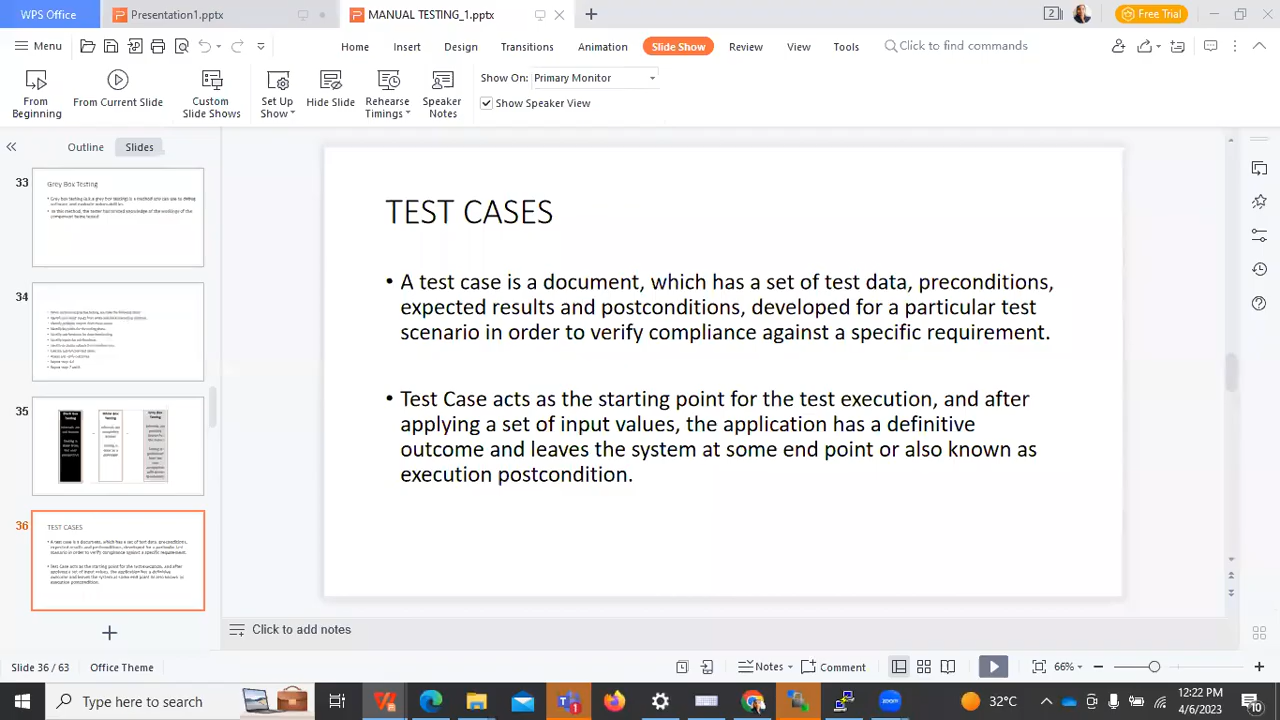 WPS Office
Presentation1.pptx
MANUAL TESTING_1.pptx
2
Free Trial
Menu
Home
Insert
Design
Transitions
Animation
Slide Show
Review
View
Tools
Click to find commands
From Beginning
From Current Slide
Custom Slide Shows
Set Up Show
Hide Slide
Rehearse Timings
Speaker Notes
Show On: Primary Monitor
Show Speaker View
Outline
Slides
33
Grey Box Testing
34
35
36
TEST CASES
TEST CASES
• A test case is a document, which has a set of test data, preconditions,
expected results and postconditions, developed for a particular test
scenario in order to verify compliance against a specific requirement.
• Test Case acts as the starting point for the test execution, and after
applying a set of input values, the application has a definitive
outcome and leaves the system at some end point or also known as
execution postcondition.
Click to add notes
Slide 36 / 63
Office Theme
Notes
Comment
66%
Type here to search
1
32°C
12:22 PM
4/6/2023
10